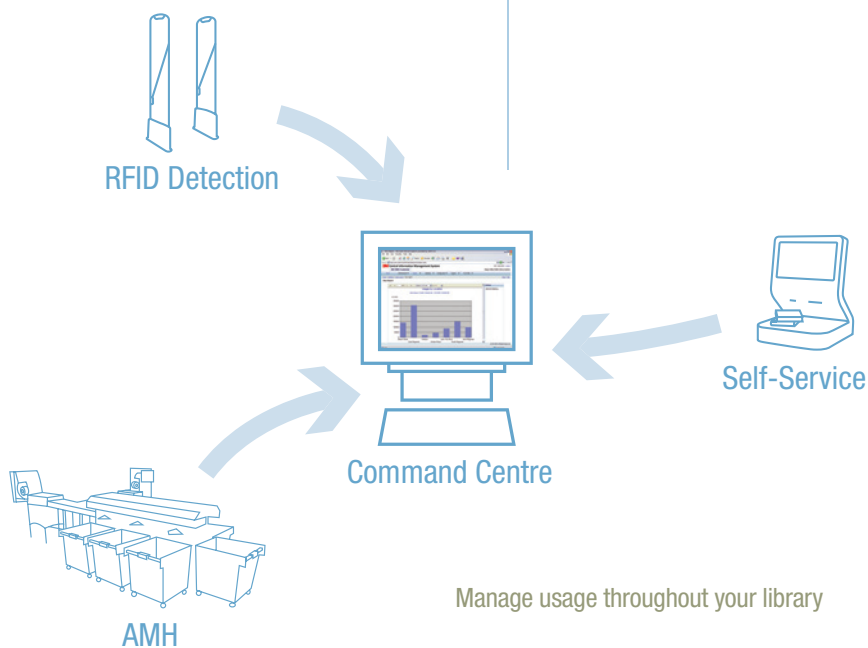 RFID Detection
Self-Service
Command Centre
Manage usage throughout your library
AMH